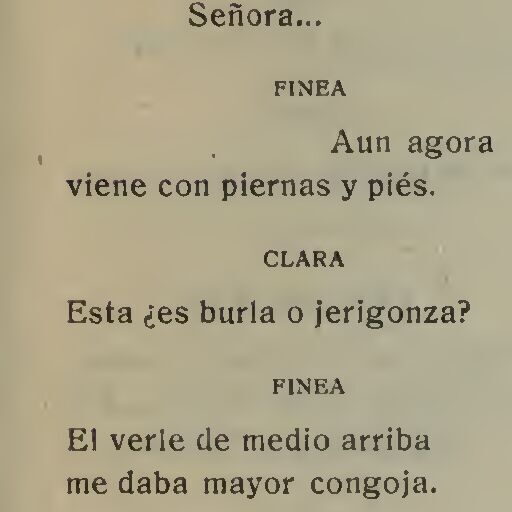 Señora...
FINEA
Aun agora
viene con piernas y piés.
CLARA
Esta ¿es burla o jerigonza?
FINEA
El verle de medio arriba
me daba mayor congoja.